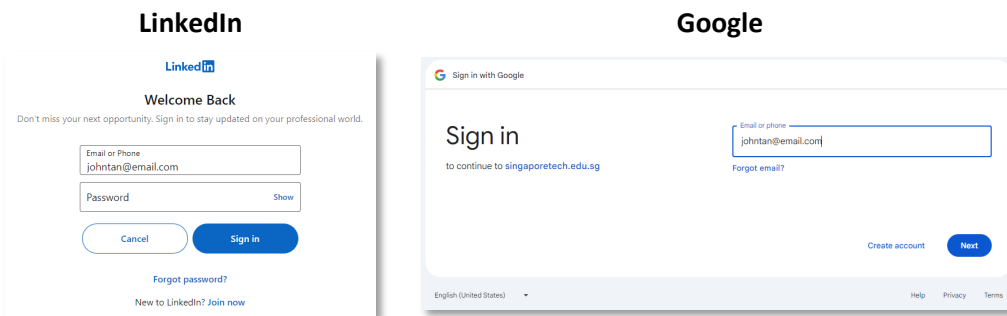 LinkedIn
Linked in
Welcome Back
Don't miss your next opportunity. Sign in to stay updated on your professional world.
Email or Phone
johntan@email.com
Password Show
Cancel Sign in
Forgot password?
New to LinkedIn? Join now
Google
G Sign in with Google
Sign in
to continue to singaporetech.edu.sg
Email or phone
johntan@email.com
Forgot email?
Create account Next
English (United States) Help Privacy Terms